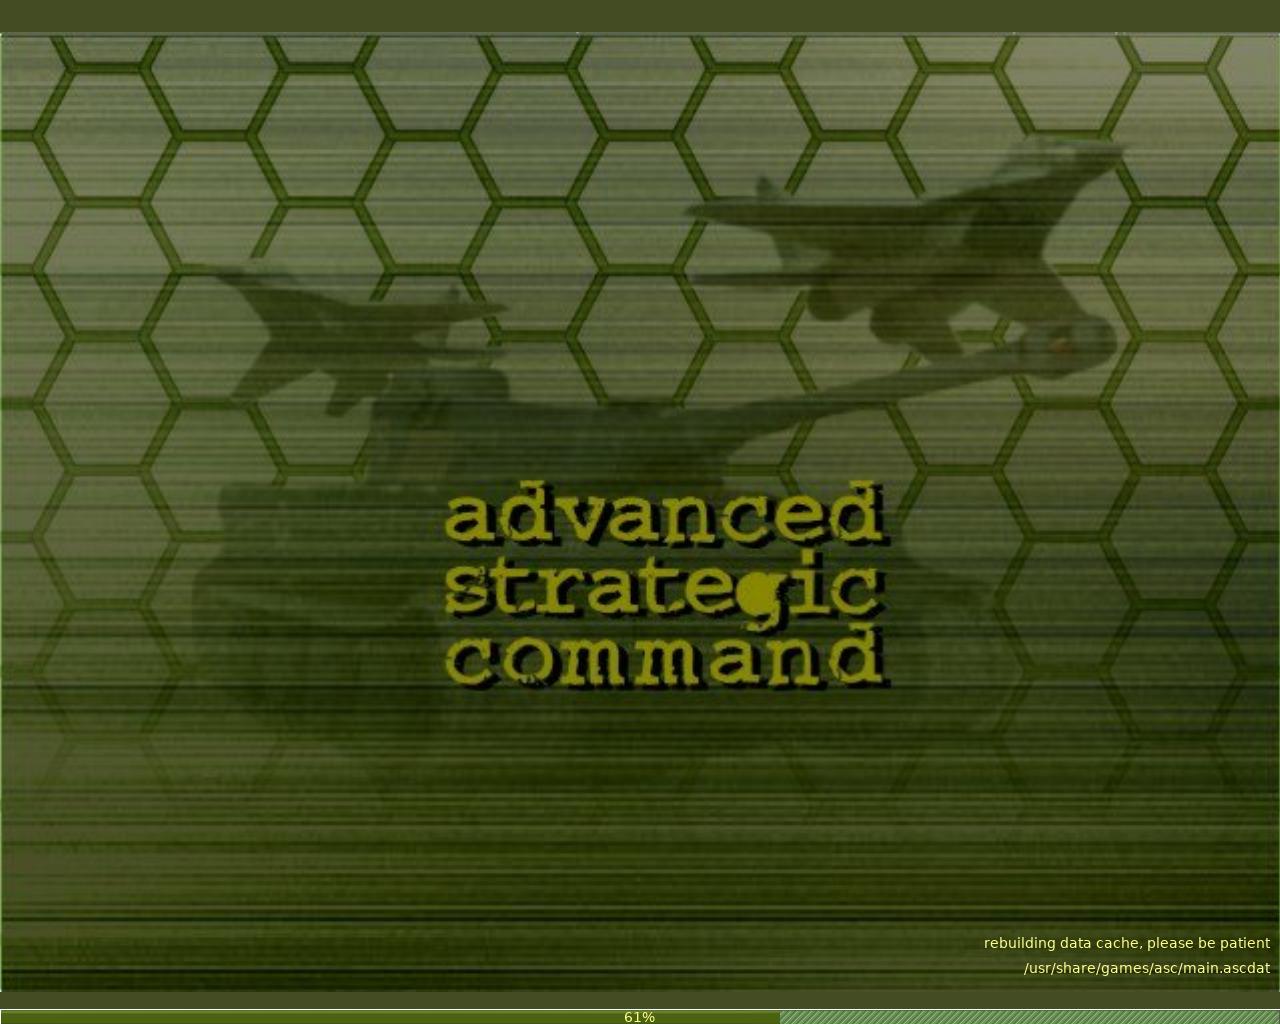 advanced
strategic
command
rebuilding data cache, please be patient
/usr/share/games/asc/main.ascdat
61%